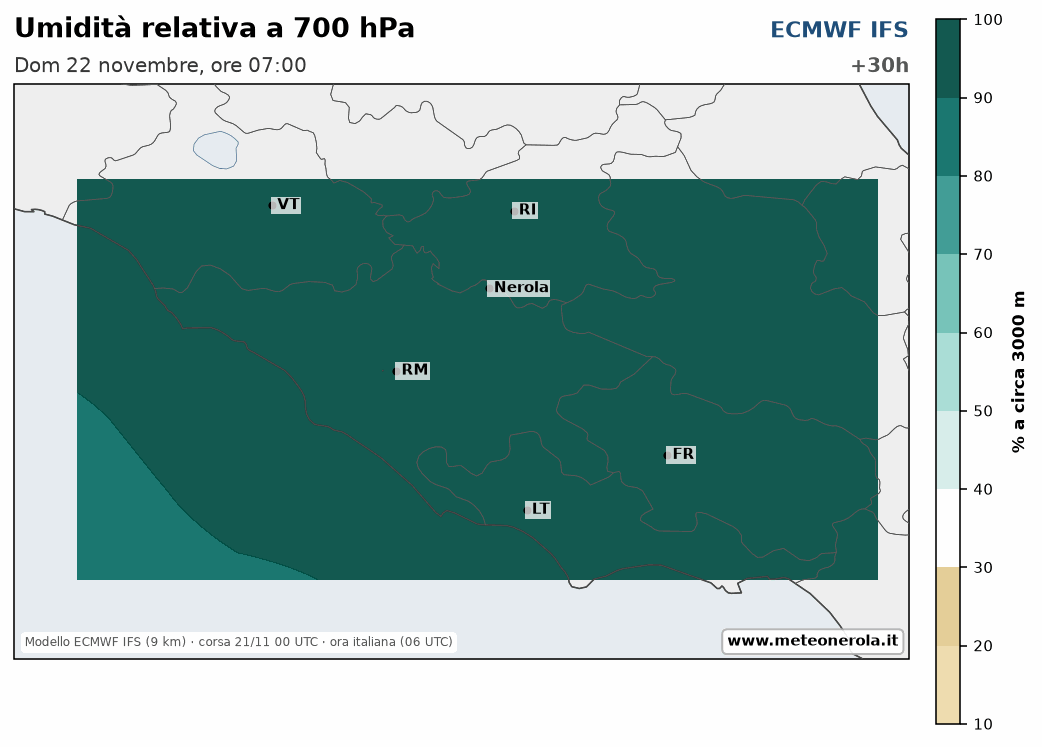 Umidità relativa a 700 hPa
ECMWF IFS
Dom 22 novembre, ore 07:00
+30h
VT
RI
Nerola
RM
FR
LT
Modello ECMWF IFS (9 km) · corsa 21/11 00 UTC · ora italiana (06 UTC)
www.meteonerola.it
100
90
80
70
60
50
40
30
20
10
% a circa 3000 m